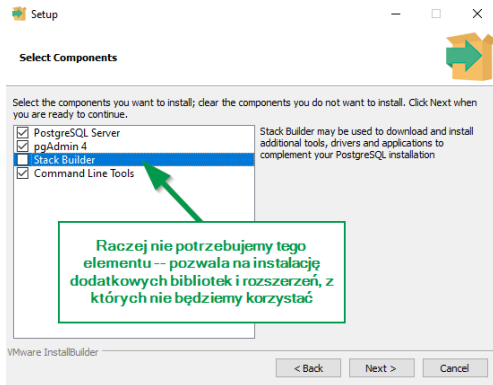 Setup
Select Components
Select the components you want to install; clear the components you do not want to install. Click Next when
you are ready to continue.
PostgreSQL Server
pgAdmin 4
Stack Builder
Command Line Tools
Stack Builder may be used to download and install
additional tools, drivers and applications to
complement your PostgreSQL installation
Raczej nie potrzebujemy tego
elementu -- pozwala na instalację
dodatkowych bibliotek i rozszerzeń, z
których nie będziemy korzystać
VMware InstallBuilder
< Back
Next >
Cancel